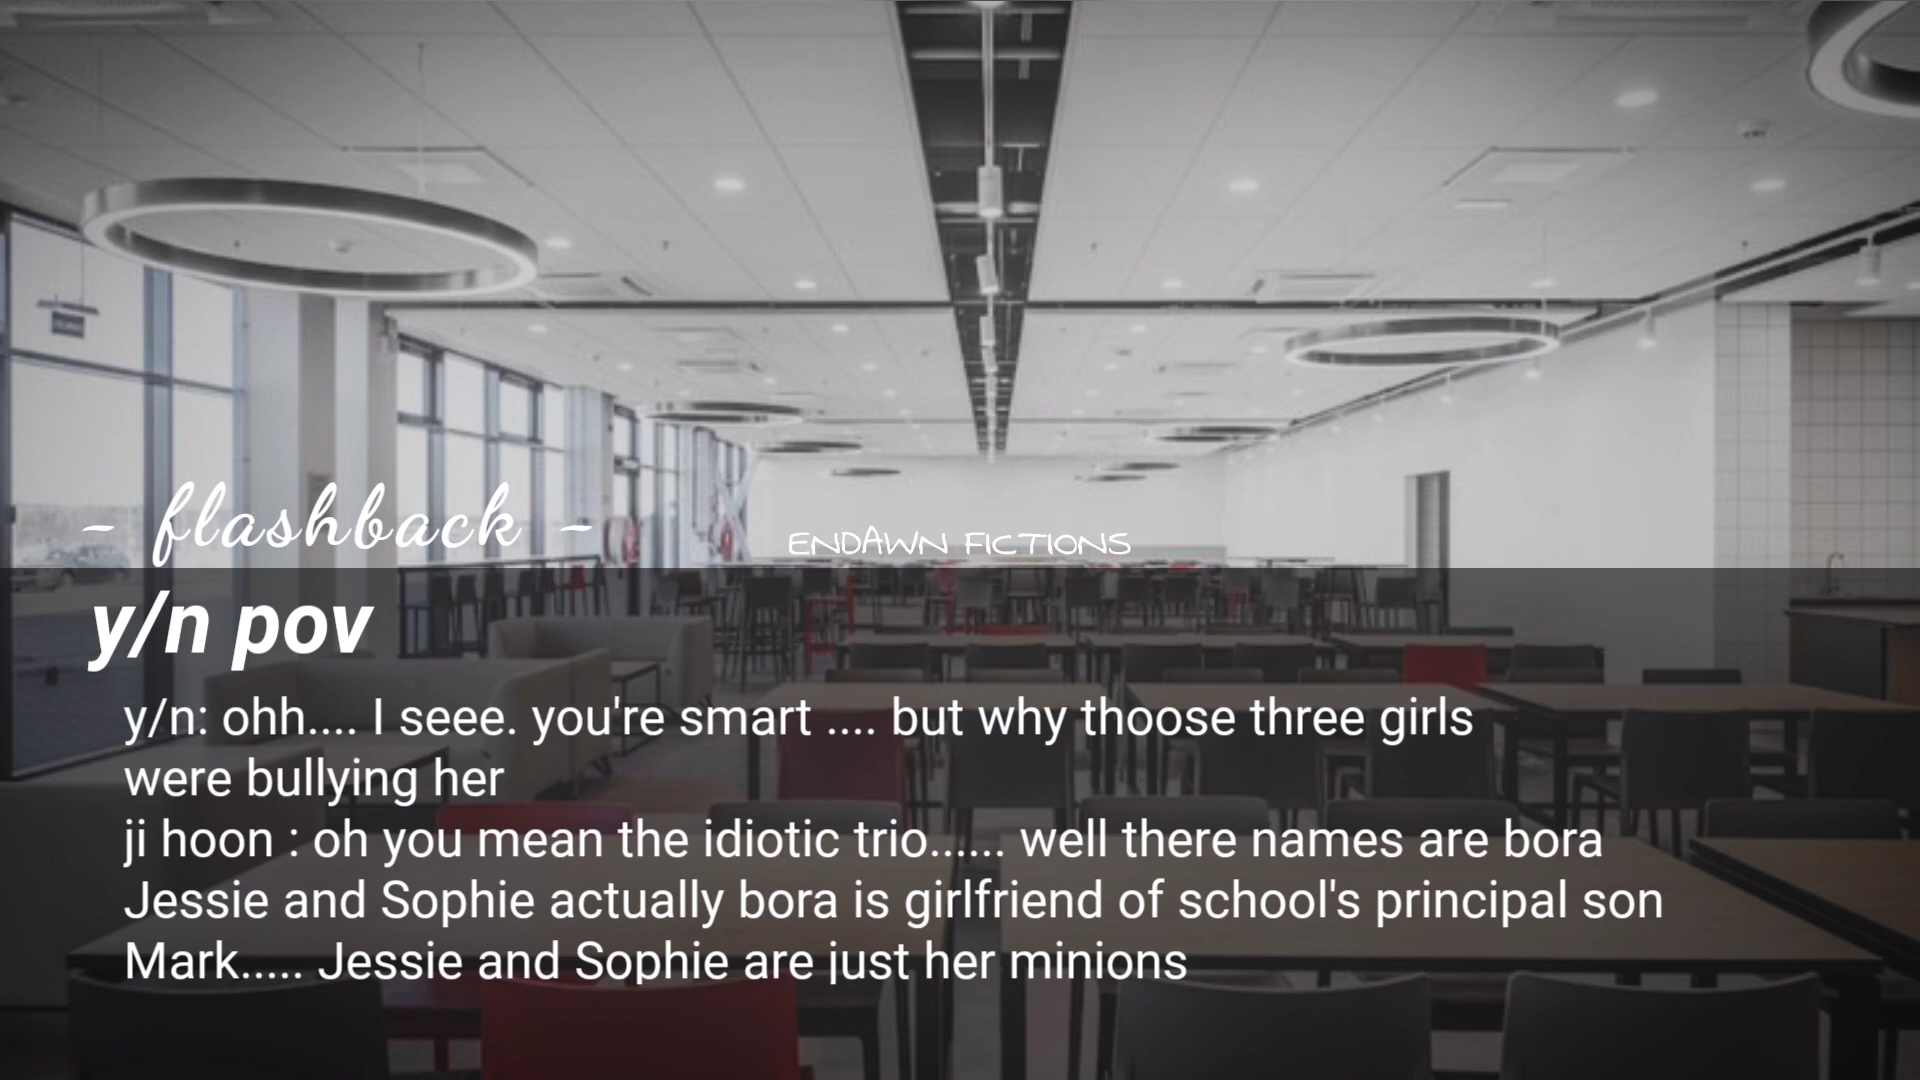 - flashback -
ENDAWN FICTIONS
y/n pov
y/n: ohh.... I seee. you're smart .... but why thoose three girls
were bullying her
ji hoon : oh you mean the idiotic trio...... well there names are bora
Jessie and Sophie actually bora is girlfriend of school's principal son
Mark..... Jessie and Sophie are just her minions